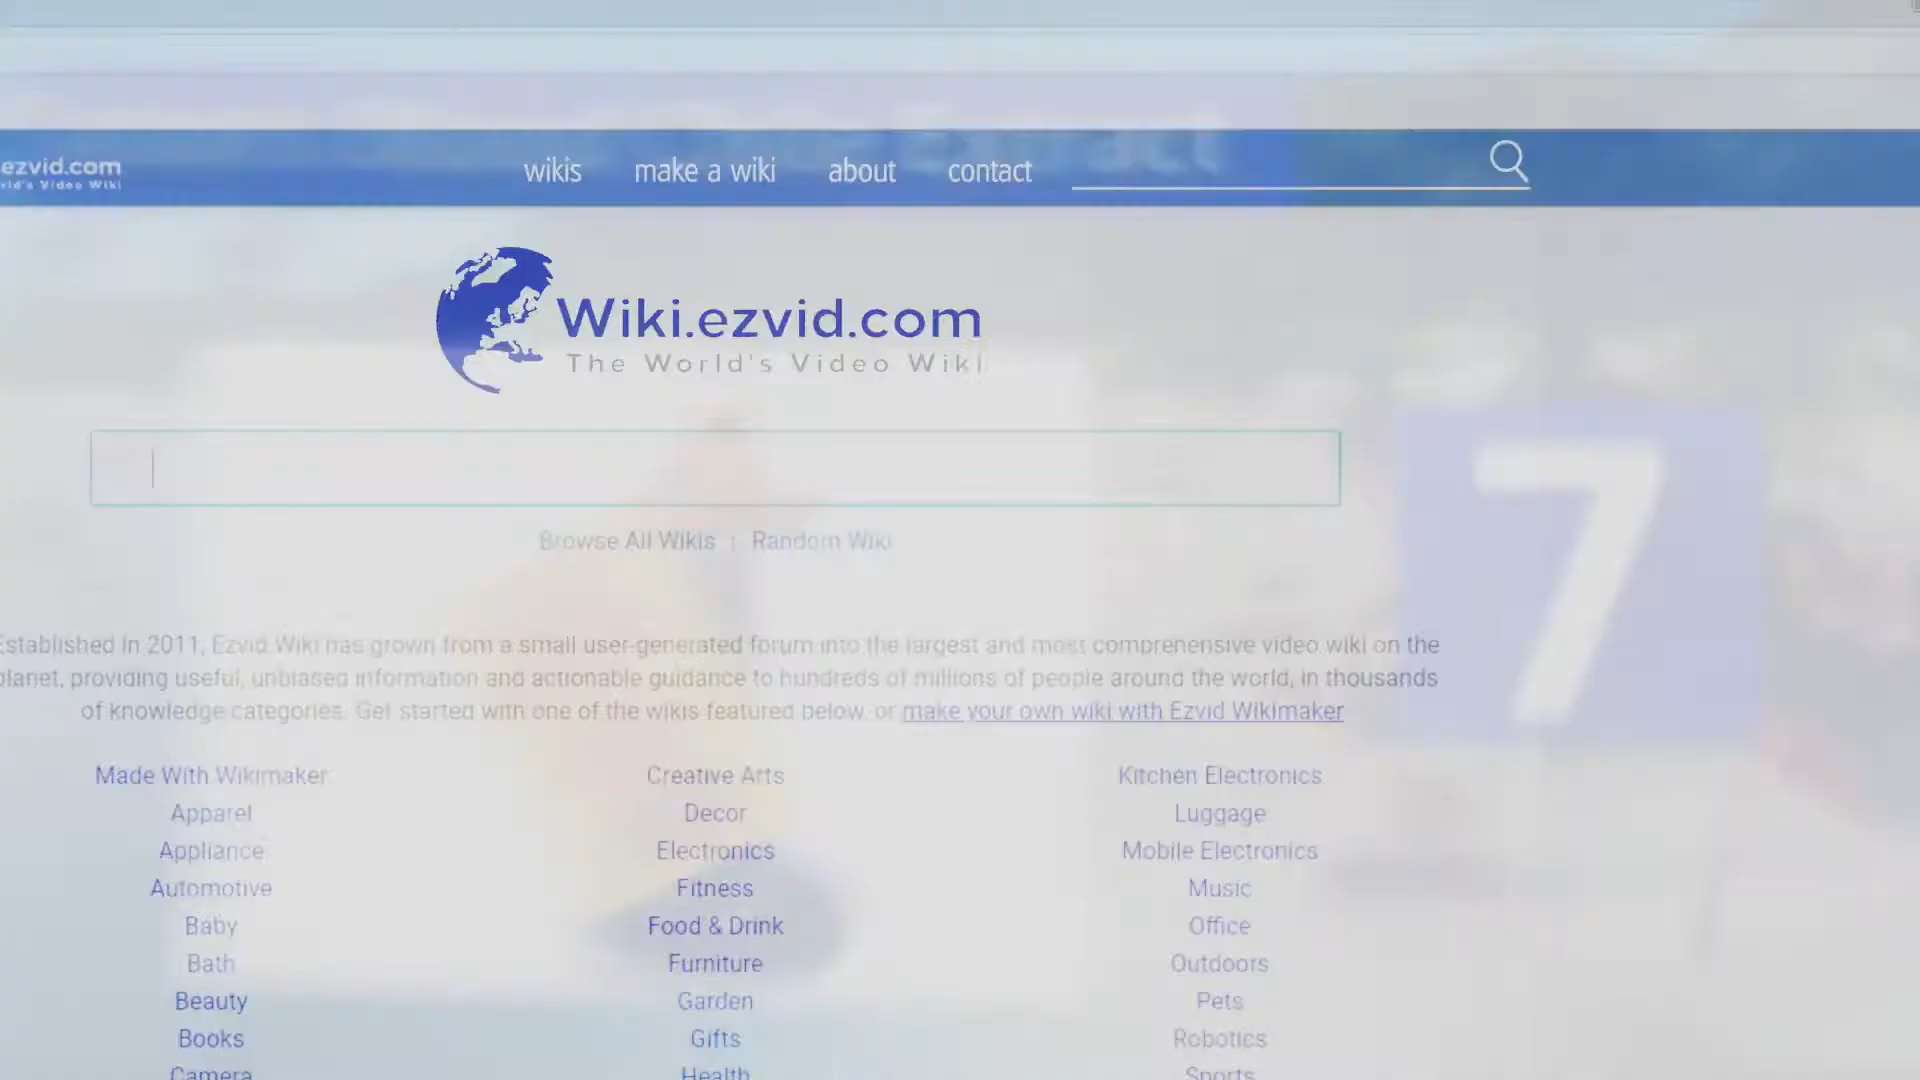 Extract
ezvid.com
wikis make a wiki about contact
Wiki.ezvid.com
The World's Video Wiki
Browse All Wikis | Random Wiki
Established in 2011, Ezvid Wiki has grown from a small user-generated forum into the largest and most comprehensive video wiki on the
planet, providing useful, unbiased information and actionable guidance to hundreds of millions of people around the world, in thousands
of knowledge categories. Get started with one of the wikis featured below, or make your own wiki with Ezvid Wikimaker
7
Made With Wikimaker Creative Arts Kitchen Electronics
Apparel Decor Luggage
Appliance Electronics Mobile Electronics
Automotive Fitness Music
Baby Food & Drink Office
Bath Furniture Outdoors
Beauty Garden Pets
Books Gifts Robotics
Camera Health Sports